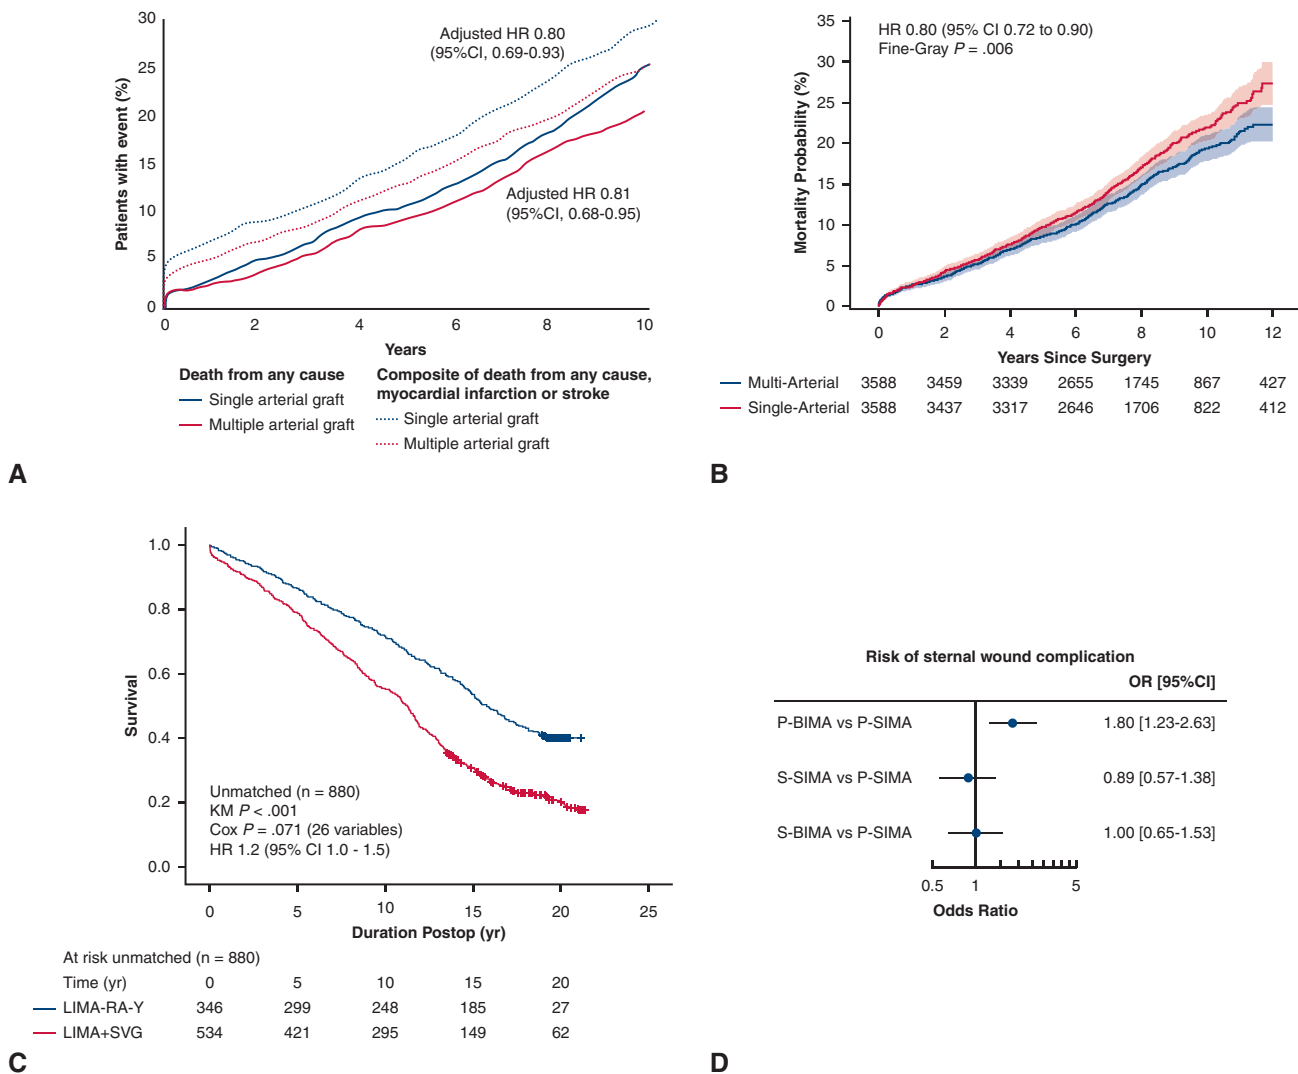 30
25
20
15
10
5
0
Patients with event (%)
Adjusted HR 0.80
(95%CI, 0.69-0.93)
Adjusted HR 0.81
(95%CI, 0.68-0.95)
0 2 4 6 8 10
Years
Death from any cause
Single arterial graft
Multiple arterial graft
Composite of death from any cause,
myocardial infarction or stroke
Single arterial graft
Multiple arterial graft
A
35
30
25
20
15
10
5
0
Mortality Probability (%)
HR 0.80 (95% CI 0.72 to 0.90)
Fine-Gray P = .006
0 2 4 6 8 10 12
Years Since Surgery
Multi-Arterial 3588 3459 3339 2655 1745 867 427
Single-Arterial 3588 3437 3317 2646 1706 822 412
B
1.0
0.8
0.6
0.4
0.2
0.0
Survival
Unmatched (n = 880)
KM P < .001
Cox P = .071 (26 variables)
HR 1.2 (95% CI 1.0 - 1.5)
0 5 10 15 20 25
Duration Postop (yr)
At risk unmatched (n = 880)
Time (yr) 0 5 10 15 20
LIMA-RA-Y 346 299 248 185 27
LIMA+SVG 534 421 295 149 62
C
Risk of sternal wound complication
OR [95%CI]
P-BIMA vs P-SIMA 1.80 [1.23-2.63]
S-SIMA vs P-SIMA 0.89 [0.57-1.38]
S-BIMA vs P-SIMA 1.00 [0.65-1.53]
0.5 1 5
Odds Ratio
D